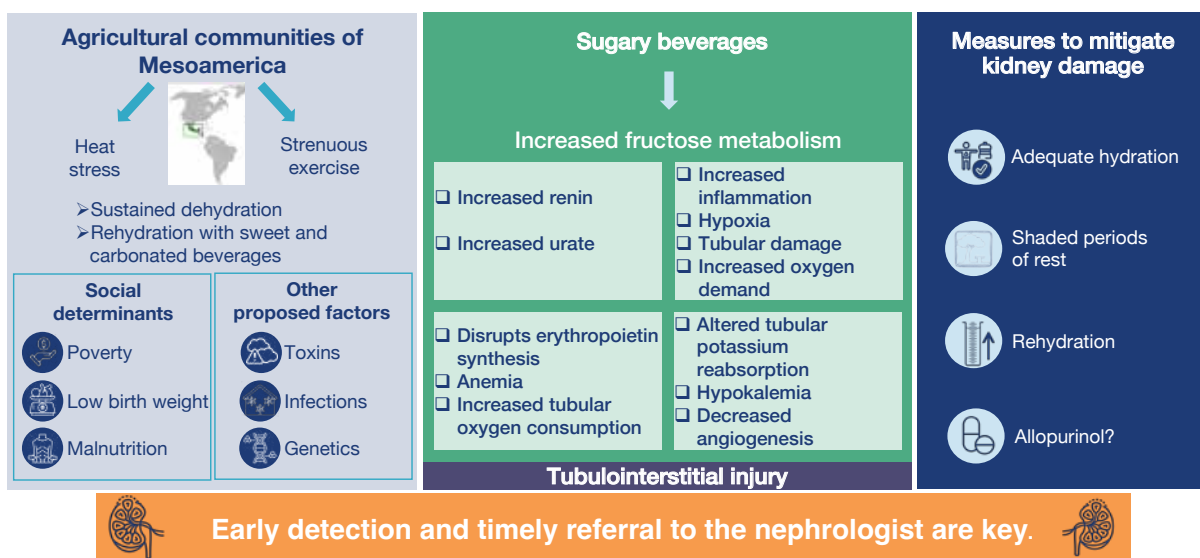 Agricultural communities of
Mesoamerica
Heat
stress
Strenuous
exercise
➢Sustained dehydration
➢Rehydration with sweet and
carbonated beverages
Social
determinants
Poverty
Low birth weight
Malnutrition
Other
proposed factors
Toxins
Infections
Genetics
Sugary beverages
Increased fructose metabolism
❑ Increased renin
❑ Increased urate
❑ Increased
inflammation
❑ Hypoxia
❑ Tubular damage
❑ Increased oxygen
demand
❑ Disrupts erythropoietin
synthesis
❑ Anemia
❑ Increased tubular
oxygen consumption
❑ Altered tubular
potassium
reabsorption
❑ Hypokalemia
❑ Decreased
angiogenesis
Tubulointerstitial injury
Measures to mitigate
kidney damage
Adequate hydration
Shaded periods
of rest
Rehydration
Allopurinol?
Early detection and timely referral to the nephrologist are key.